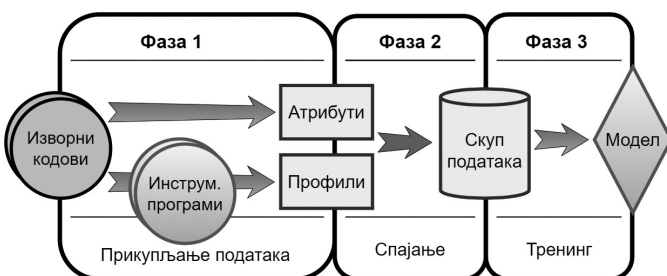 Фаза 1
Фаза 2
Фаза 3
Изворни
кодови
Атрибути
Инструм.
програми
Профили
Скуп
података
Модел
Прикупљање података
Спајање
Тренинг